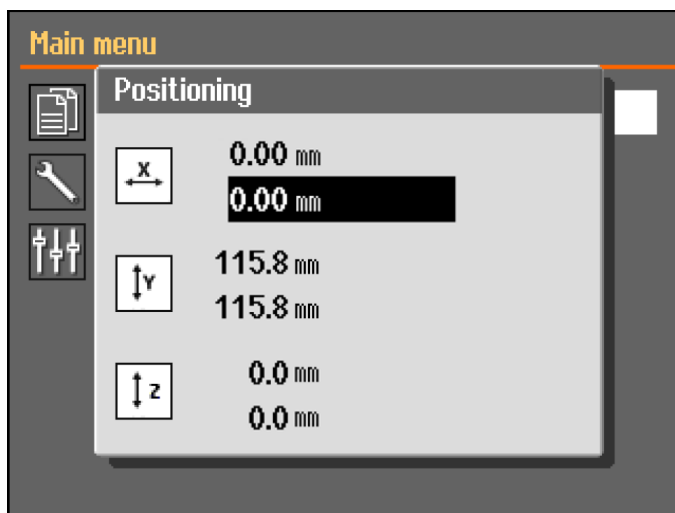 Main menu
Positioning
X
0.00 mm
0.00 mm
Y
115.8 mm
115.8 mm
Z
0.0 mm
0.0 mm